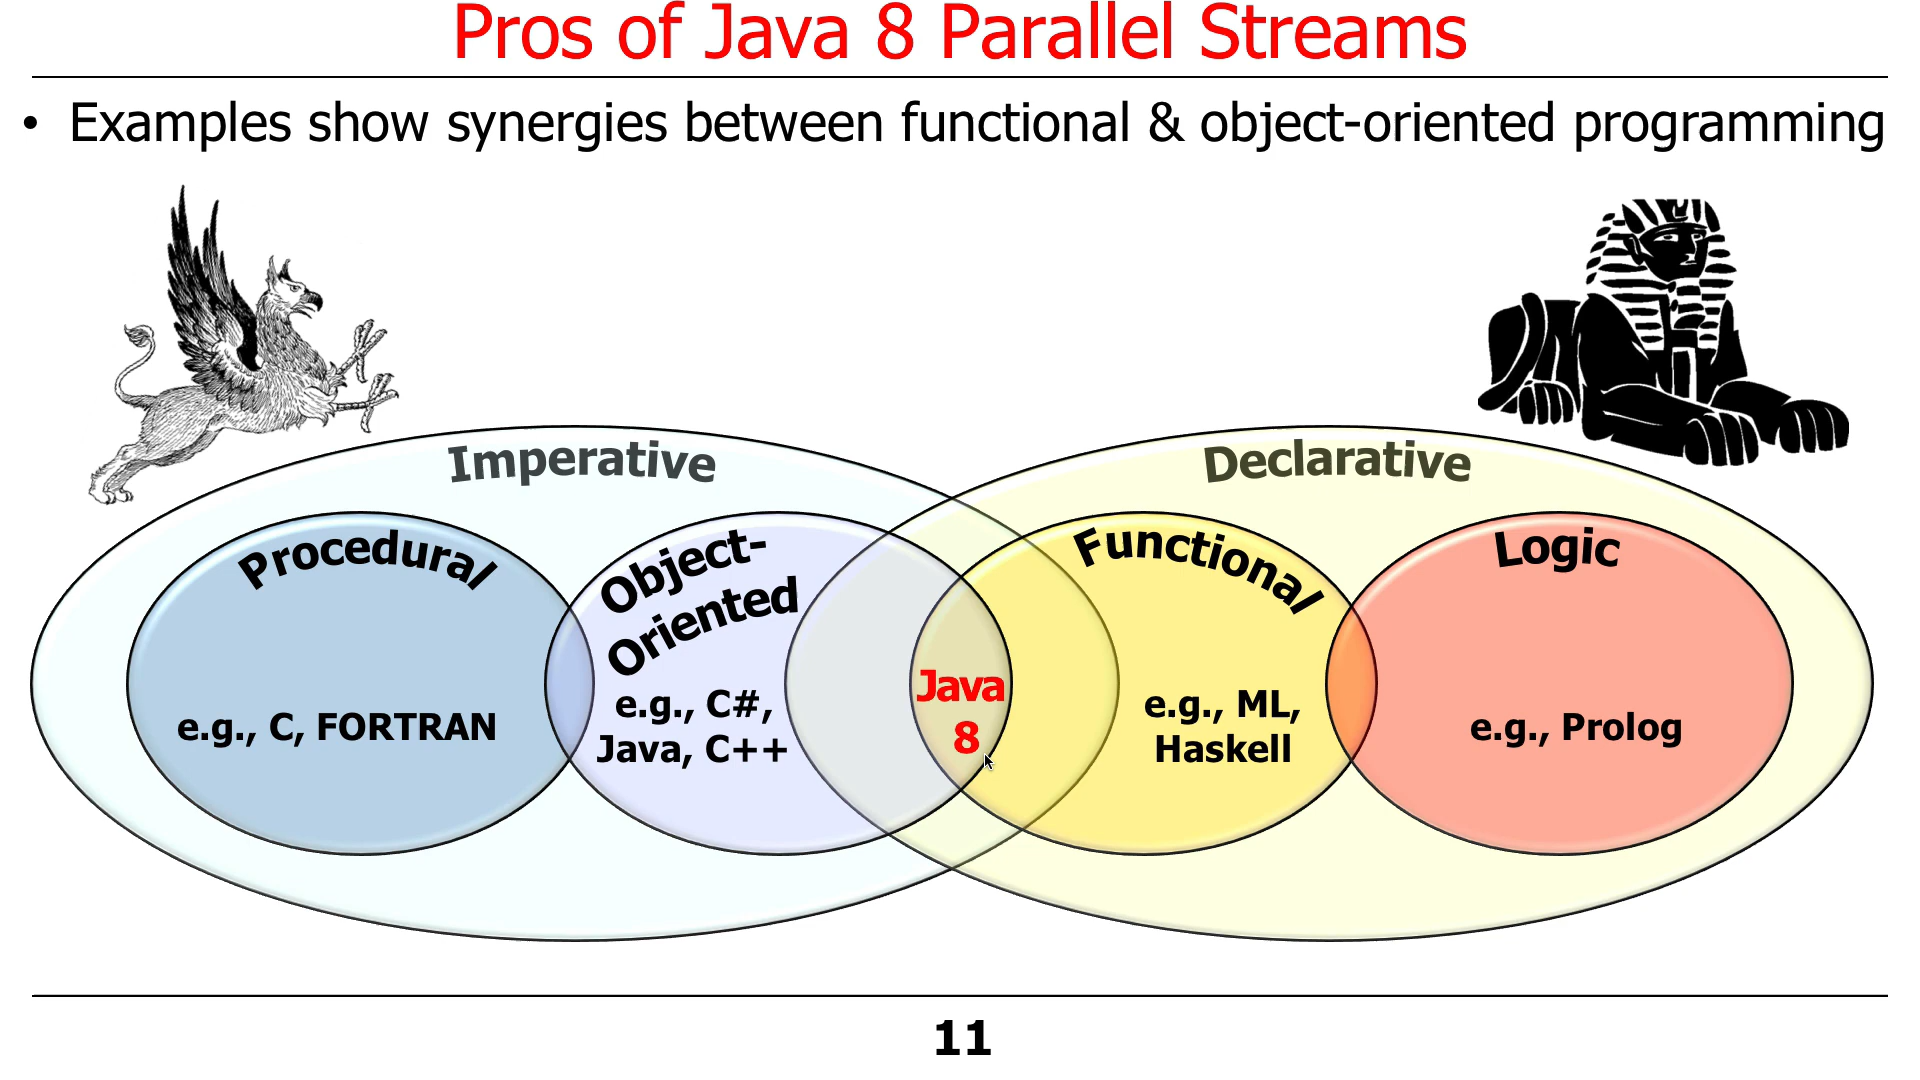 Pros of Java 8 Parallel Streams
• Examples show synergies between functional & object-oriented programming
Imperative
Declarative
Procedural
e.g., C, FORTRAN
Object-
Oriented
e.g., C#,
Java, C++
Java
8
Functional
e.g., ML,
Haskell
Logic
e.g., Prolog
11